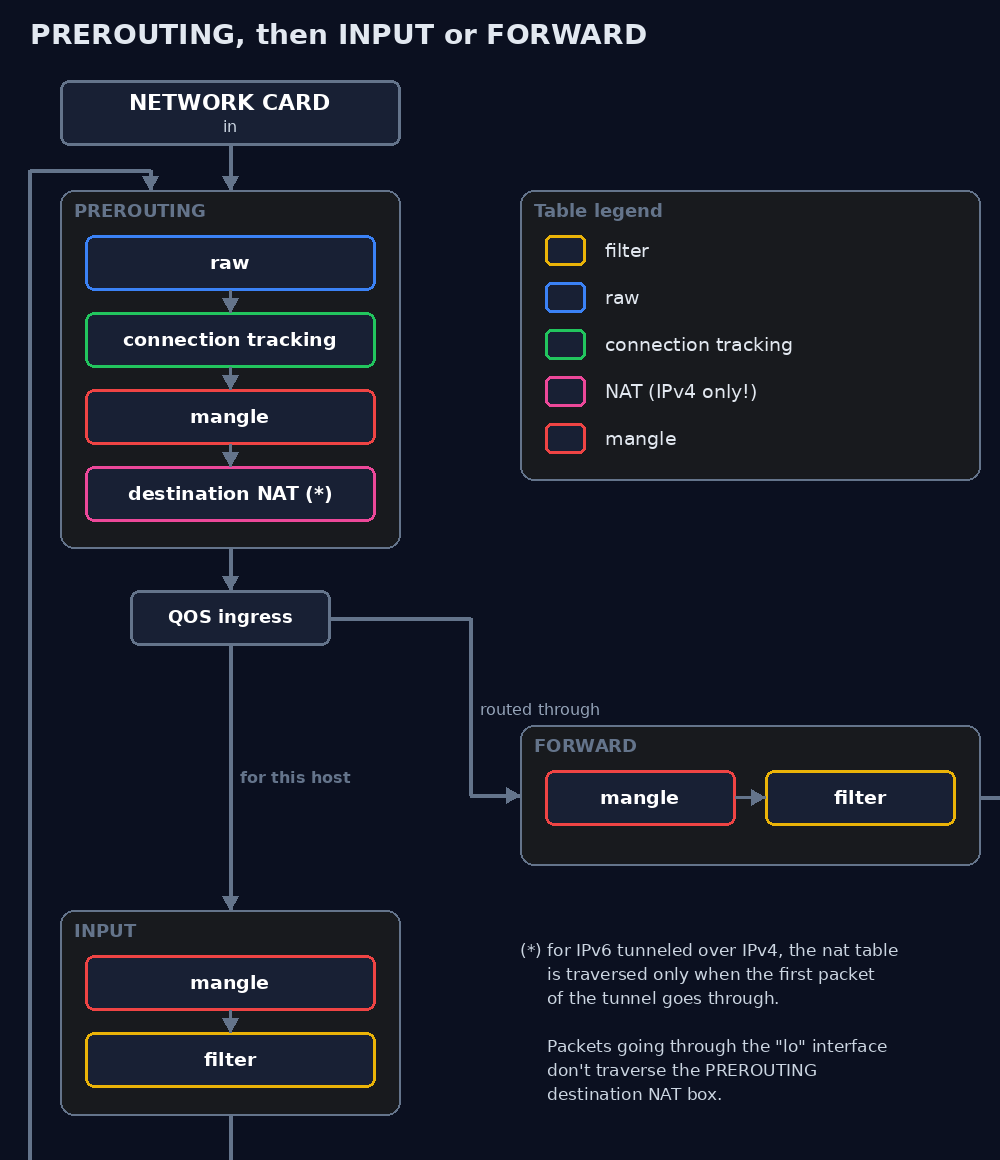 PREROUTING, then INPUT or FORWARD
NETWORK CARD
in
PREROUTING
raw
connection tracking
mangle
destination NAT (*)
Table legend
filter
raw
connection tracking
NAT (IPv4 only!)
mangle
QOS ingress
routed through
for this host
FORWARD
mangle
filter
INPUT
mangle
filter
(*) for IPv6 tunneled over IPv4, the nat table
is traversed only when the first packet
of the tunnel goes through.
Packets going through the "lo" interface
don't traverse the PREROUTING
destination NAT box.